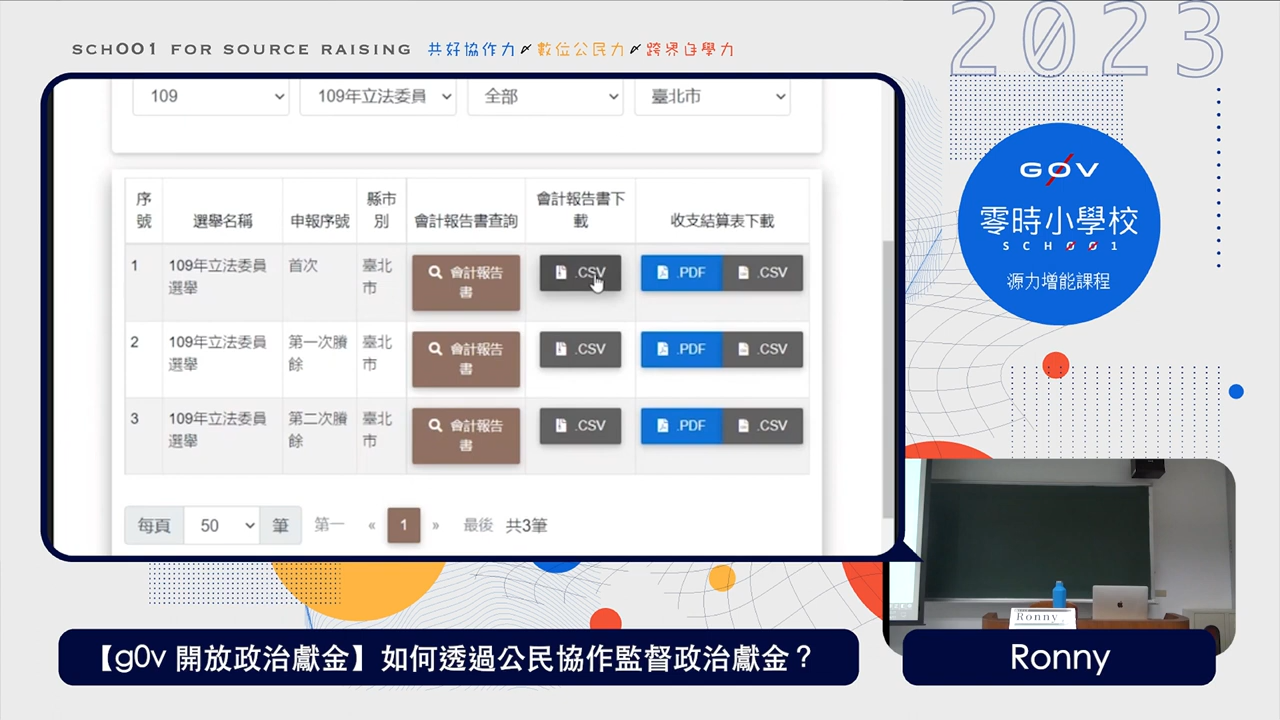 SCHOO1 FOR SOURCE RAISING 共好協作力 數位公民力 跨界自學力
2023
109 109年立法委員 全部 臺北市
序號 選舉名稱 申報序號 縣市別 會計報告書查詢 會計報告書下載 收支結算表下載
1 109年立法委員選舉 首次 臺北市 會計報告書 .CSV .PDF .CSV
2 109年立法委員選舉 第一次賸餘 臺北市 會計報告書 .CSV .PDF .CSV
3 109年立法委員選舉 第二次賸餘 臺北市 會計報告書 .CSV .PDF .CSV
每頁 50 筆 第一 « 1 » 最後 共3筆
G0V
零時小學校
SCH001
源力增能課程
Ronny
【g0v 開放政治獻金】如何透過公民協作監督政治獻金？
Ronny